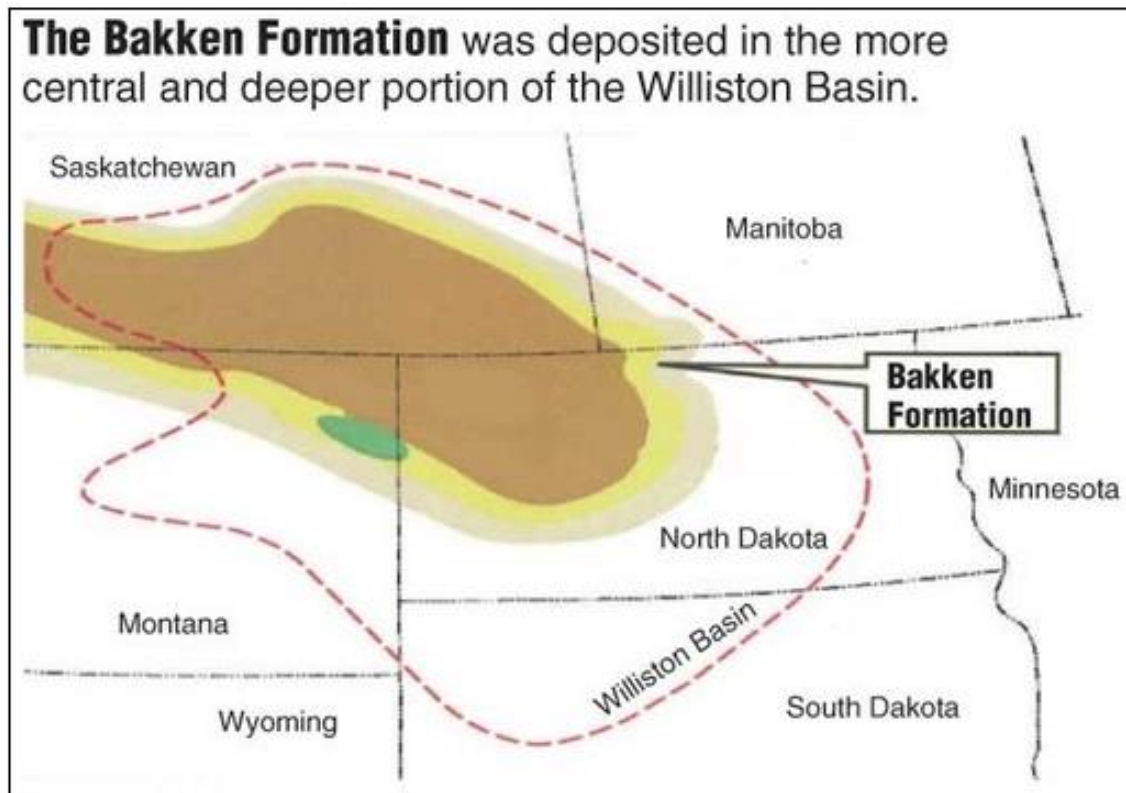 The Bakken Formation was deposited in the more
central and deeper portion of the Williston Basin.
Saskatchewan
Manitoba
Bakken
Formation
Minnesota
North Dakota
Montana
Williston Basin
South Dakota
Wyoming